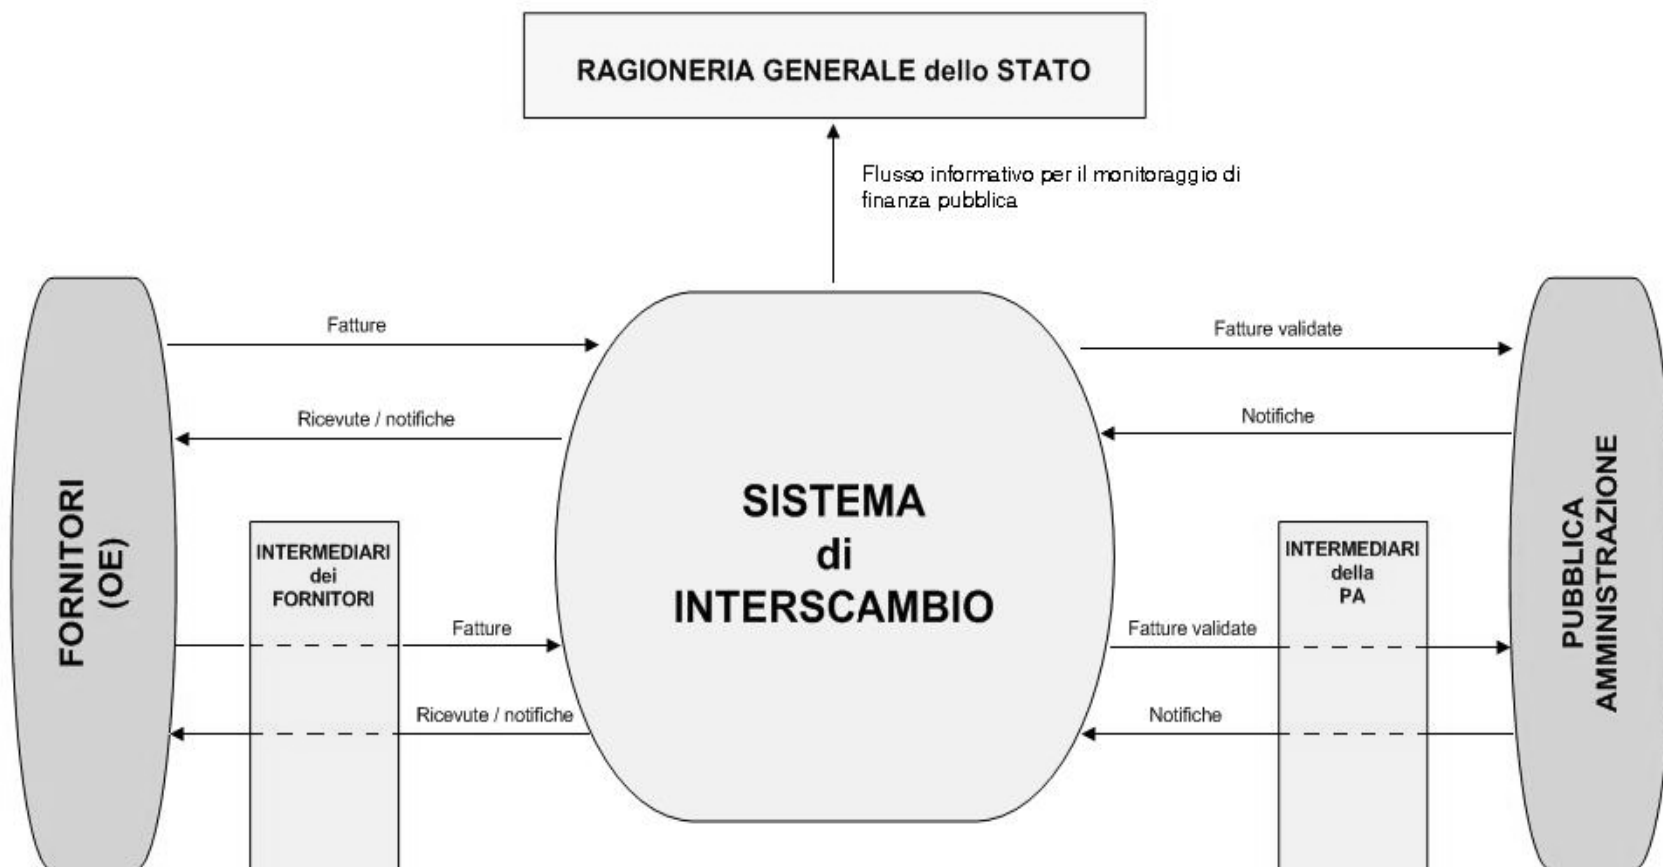 RAGIONERIA GENERALE dello STATO
Flusso informativo per il monitoraggio di
finanza pubblica
Fatture
Fatture validate
Ricevute / notifiche
Notifiche
FORNITORI
(OE)
SISTEMA
di
INTERSCAMBIO
PUBBLICA
AMMINISTRAZIONE
INTERMEDIARI
dei
FORNITORI
INTERMEDIARI
della
PA
Fatture
Fatture validate
Ricevute / notifiche
Notifiche